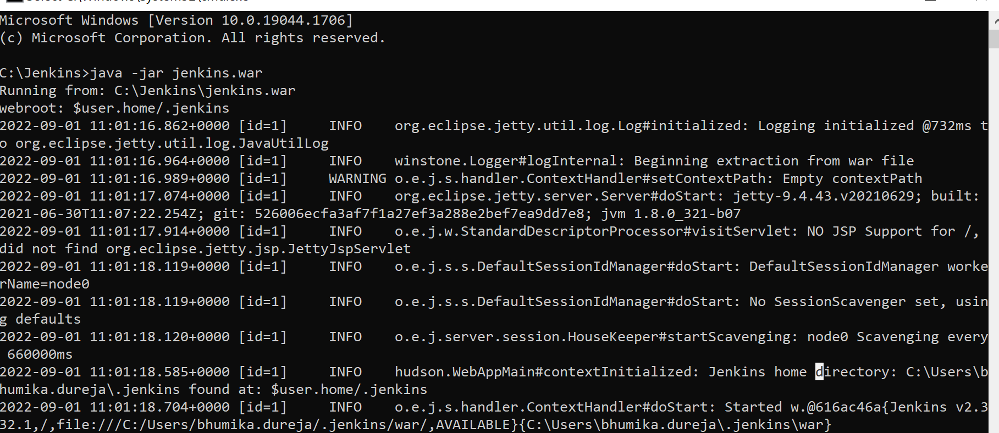 Microsoft Windows [Version 10.0.19044.1706]
(c) Microsoft Corporation. All rights reserved.
C:\Jenkins>java -jar jenkins.war
Running from: C:\Jenkins\jenkins.war
webroot: $user.home/.jenkins
2022-09-01 11:01:16.862+0000 [id=1]     INFO    org.eclipse.jetty.util.log.Log#initialized: Logging initialized @732ms t
o org.eclipse.jetty.util.log.JavaUtilLog
2022-09-01 11:01:16.964+0000 [id=1]     INFO    winstone.Logger#logInternal: Beginning extraction from war file
2022-09-01 11:01:16.989+0000 [id=1]     WARNING o.e.j.s.handler.ContextHandler#setContextPath: Empty contextPath
2022-09-01 11:01:17.074+0000 [id=1]     INFO    org.eclipse.jetty.server.Server#doStart: jetty-9.4.43.v20210629; built:
2021-06-30T11:07:22.254Z; git: 526006ecfa3af7f1a27ef3a288e2bef7ea9dd7e8; jvm 1.8.0_321-b07
2022-09-01 11:01:17.914+0000 [id=1]     INFO    o.e.j.w.StandardDescriptorProcessor#visitServlet: NO JSP Support for /,
did not find org.eclipse.jetty.jsp.JettyJspServlet
2022-09-01 11:01:18.119+0000 [id=1]     INFO    o.e.j.s.s.DefaultSessionIdManager#doStart: DefaultSessionIdManager worke
rName=node0
2022-09-01 11:01:18.119+0000 [id=1]     INFO    o.e.j.s.s.DefaultSessionIdManager#doStart: No SessionScavenger set, usin
g defaults
2022-09-01 11:01:18.120+0000 [id=1]     INFO    o.e.j.server.session.HouseKeeper#startScavenging: node0 Scavenging every
 660000ms
2022-09-01 11:01:18.585+0000 [id=1]     INFO    hudson.WebAppMain#contextInitialized: Jenkins home directory: C:\Users\b
humika.dureja\.jenkins found at: $user.home/.jenkins
2022-09-01 11:01:18.704+0000 [id=1]     INFO    o.e.j.s.handler.ContextHandler#doStart: Started w.@616ac46a{Jenkins v2.3
32.1,/,file:///C:/Users/bhumika.dureja/.jenkins/war/,AVAILABLE}{C:\Users\bhumika.dureja\.jenkins\war}